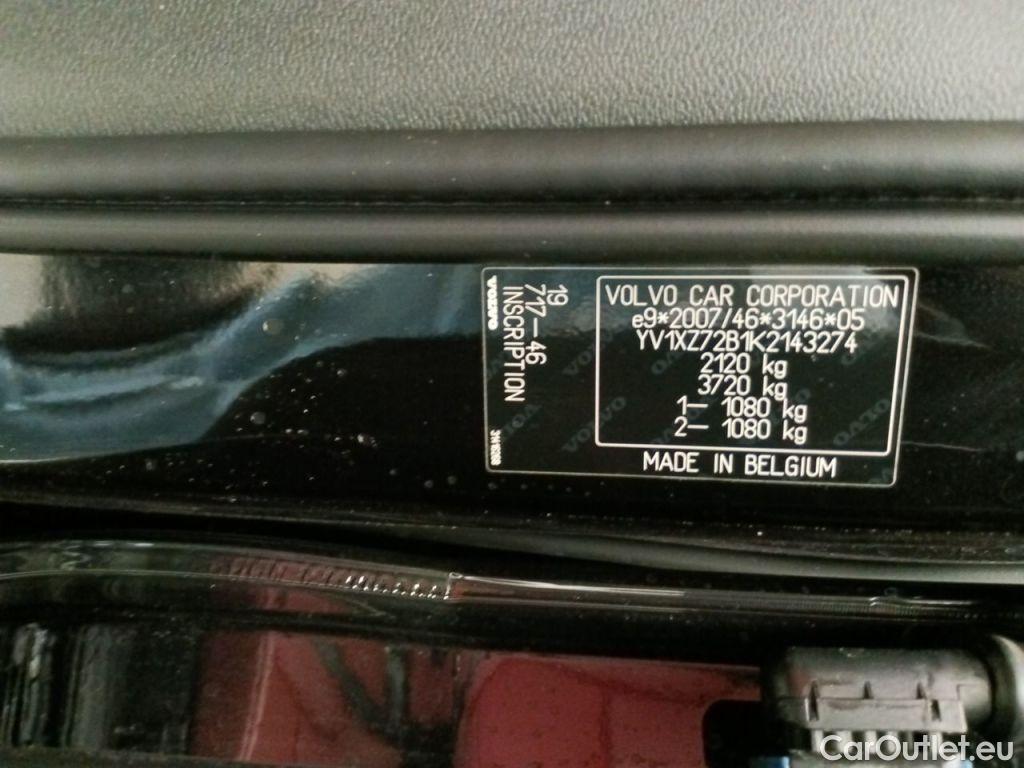 VOLVO
19
717-46
INSCRIPTION
VOLVO CAR CORPORATION
e9*2007/46*3146*05
YV1XZ72B1K2143274
2120 kg
3720 kg
1- 1080 kg
2- 1080 kg
MADE IN BELGIUM
CarOutlet.eu